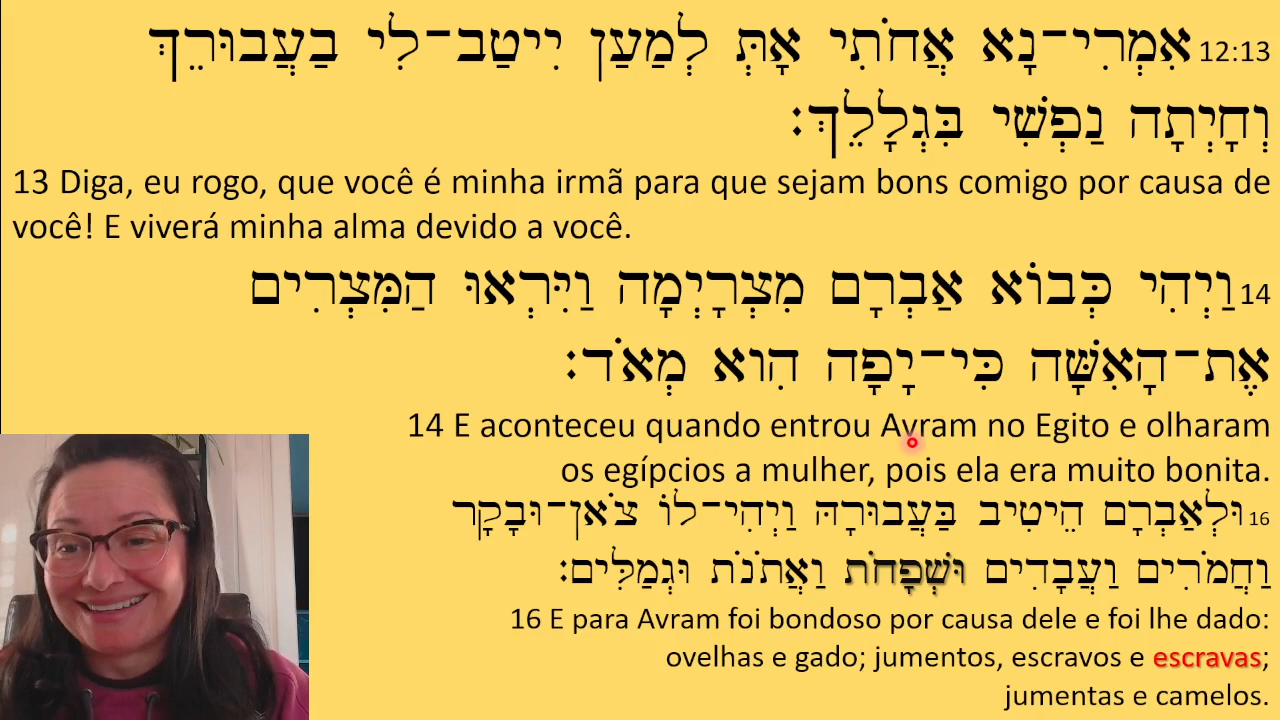 12:13 אִמְרִי־נָא אֲחֹתִי אָתְּ לְמַעַן יִיטַב־לִי בַעֲבוּרֵךְ
וְחָיְתָה נַפְשִׁי בִּגְלָלֵךְ׃
13 Diga, eu rogo, que você é minha irmã para que sejam bons comigo por causa de
você! E viverá minha alma devido a você.
14 וַיְהִי כְּבוֹא אַבְרָם מִצְרָיְמָה וַיִּרְאוּ הַמִּצְרִים
אֶת־הָאִשָּׁה כִּי־יָפָה הִוא מְאֹד׃
14 E aconteceu quando entrou Avram no Egito e olharam
os egípcios a mulher, pois ela era muito bonita.
16 וּלְאַבְרָם הֵיטִיב בַּעֲבוּרָהּ וַיְהִי־לוֹ צֹאן־וּבָקָר
וַחֲמֹרִים וַעֲבָדִים וּשְׁפָחֹת וַאֲתֹנֹת וּגְמַלִּים׃
16 E para Avram foi bondoso por causa dele e foi lhe dado:
ovelhas e gado; jumentos, escravos e escravas;
jumentas e camelos.